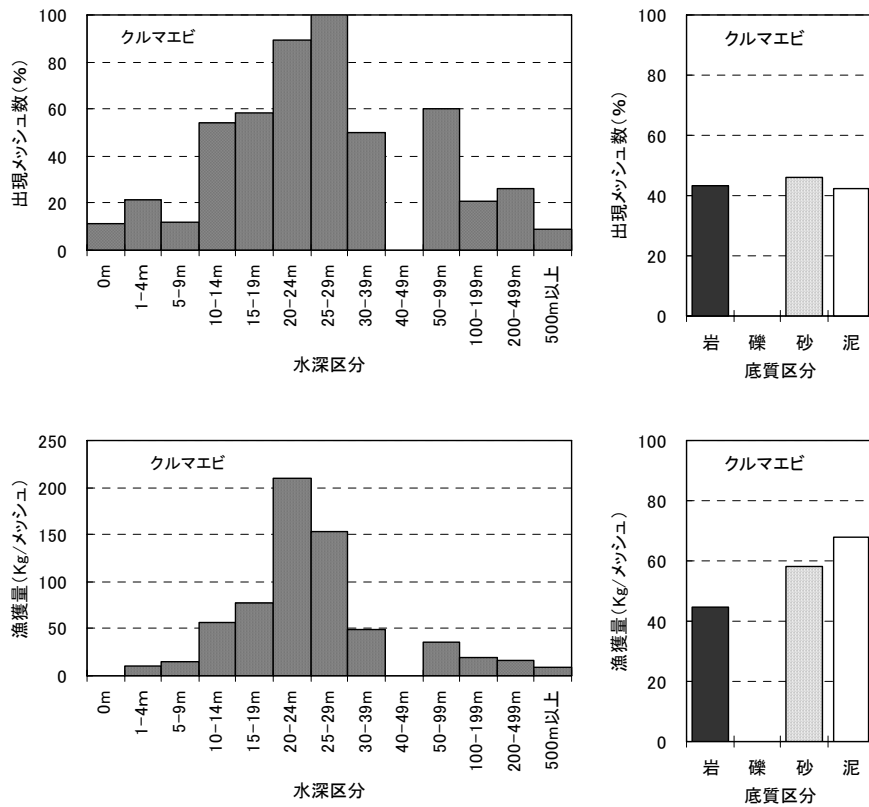 クルマエビ
出現メッシュ数(%)
100
80
60
40
20
0
0m
1-4m
5-9m
10-14m
15-19m
20-24m
25-29m
30-39m
40-49m
50-99m
100-199m
200-499m
500m以上
水深区分
クルマエビ
出現メッシュ数(%)
100
80
60
40
20
0
岩 礫 砂 泥
底質区分
クルマエビ
漁獲量(Kg/メッシュ)
250
200
150
100
50
0
0m
1-4m
5-9m
10-14m
15-19m
20-24m
25-29m
30-39m
40-49m
50-99m
100-199m
200-499m
500m以上
水深区分
クルマエビ
漁獲量(Kg/メッシュ)
100
80
60
40
20
0
岩 礫 砂 泥
底質区分